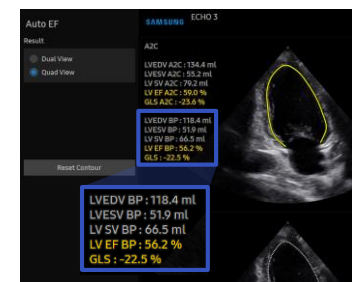 Auto EF
SAMSUNG ECHO 3
Result
Dual View
Quad View
Reset Contour
A2C
LVEDV A2C : 134.4 ml
LVESV A2C : 55.2 ml
LV SV A2C : 79.2 ml
LV EF A2C : 59.0 %
GLS A2C : -23.6 %
LVEDV BP : 118.4 ml
LVESV BP : 51.9 ml
LV SV BP : 66.5 ml
LV EF BP : 56.2 %
GLS : -22.5 %
LVEDV BP : 118.4 ml
LVESV BP : 51.9 ml
LV SV BP : 66.5 ml
LV EF BP : 56.2 %
GLS : -22.5 %